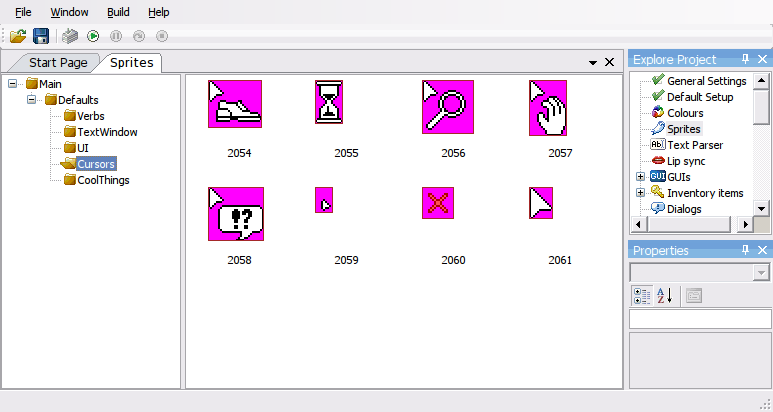 File Window Build Help
Start Page Sprites
Main
Defaults
Verbs
TextWindow
UI
Cursors
CoolThings
2054 2055 2056 2057
!?
2058 2059 2060 2061
Explore Project
General Settings
Default Setup
Colours
Sprites
Ab Text Parser
Lip sync
GUI GUIs
Inventory items
Dialogs
Properties
A
Z